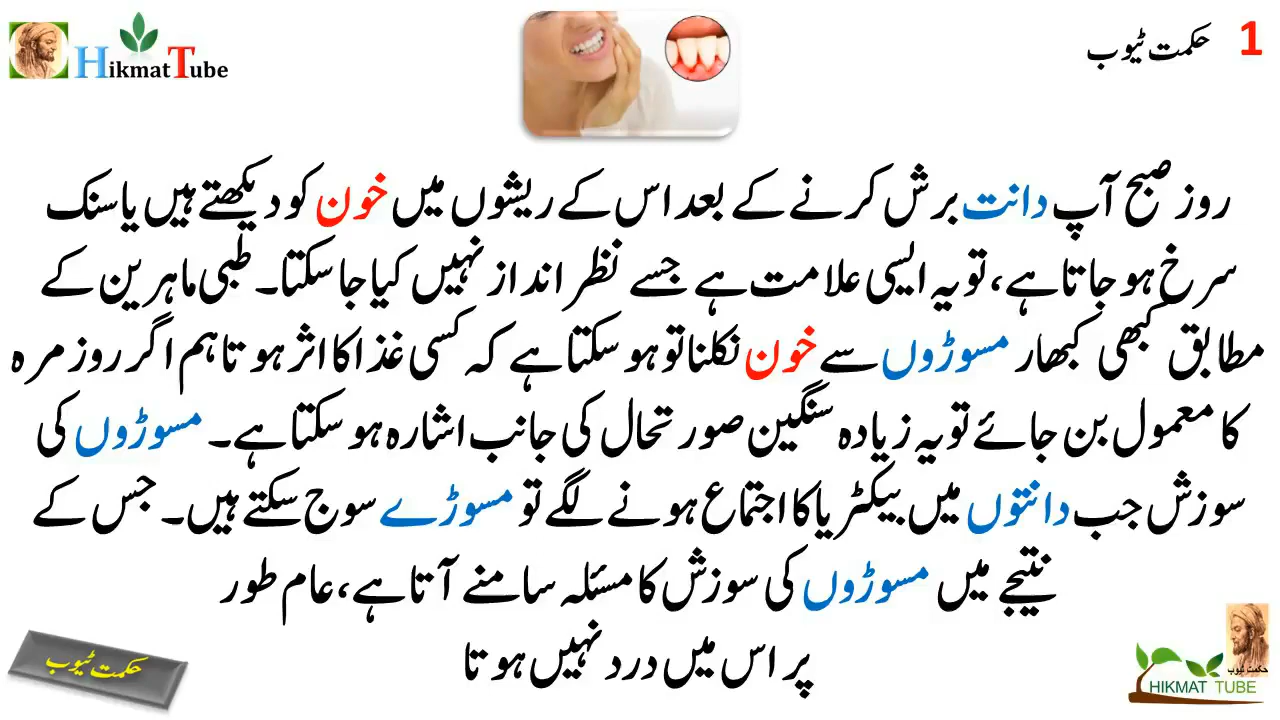 HikmatTube
حکمت ٹیوب
1
روز صبح آپ دانت برش کرنے کے بعد اس کے ریشوں میں خون کو دیکھتے ہیں یا سنک
سرخ ہو جاتا ہے، تو یہ ایسی علامت ہے جسے نظر انداز نہیں کیا جا سکتا۔ طبی ماہرین کے
مطابق کبھی کبھار مسوڑوں سے خون نکلنا تو ہو سکتا ہے کہ کسی غذا کا اثر ہو تاہم اگر روز مرہ
کا معمول بن جائے تو یہ زیادہ سنگین صورتحال کی جانب اشارہ ہو سکتا ہے۔ مسوڑوں کی
سوزش جب دانتوں میں بیکٹریا کا اجتماع ہونے لگے تو مسوڑے سوج سکتے ہیں۔ جس کے
نتیجے میں مسوڑوں کی سوزش کا مسئلہ سامنے آتا ہے، عام طور
پر اس میں درد نہیں ہوتا
حکمت ٹیوب
حکمت ٹیوب
HIKMAT TUBE